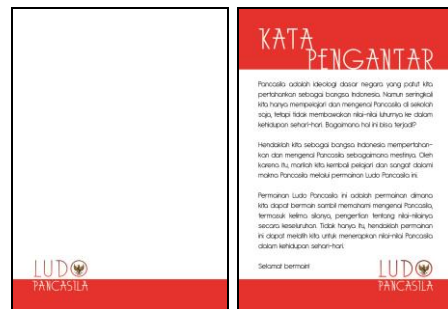 LUDO
PANCASILA
KATA
PENGANTAR
Pancasila adalah ideologi dasar negara yang patut kita
pertahankan sebagai bangsa Indonesia. Namun seringkali
kita hanya mempelajari dan mengenal Pancasila di sekolah
saja, tetapi tidak membawakan nilai-nilai luhurnya ke dalam
kehidupan sehari-hari. Bagaimana hal ini bisa terjadi?
Hendaklah kita sebagai bangsa Indonesia mempertahan-
kan dan mengenal Pancasila sebagaimana mestinya. Oleh
karena itu, marilah kita kembali pelajari dan sangat dalami
makna Pancasila melalui permainan Ludo Pancasila ini.
Permainan Ludo Pancasila ini adalah permainan dimana
kita dapat bermain sambil memahami mengenai Pancasila,
termasuk kelima silanya, pengertian tentang nilai-nilainya
secara keseluruhan. Tidak hanya itu, hendaklah permainan
ini dapat melatih kita untuk menerapkan nilai-nilai Pancasila
dalam kehidupan sehari-hari.
Selamat bermain!
LUDO
PANCASILA